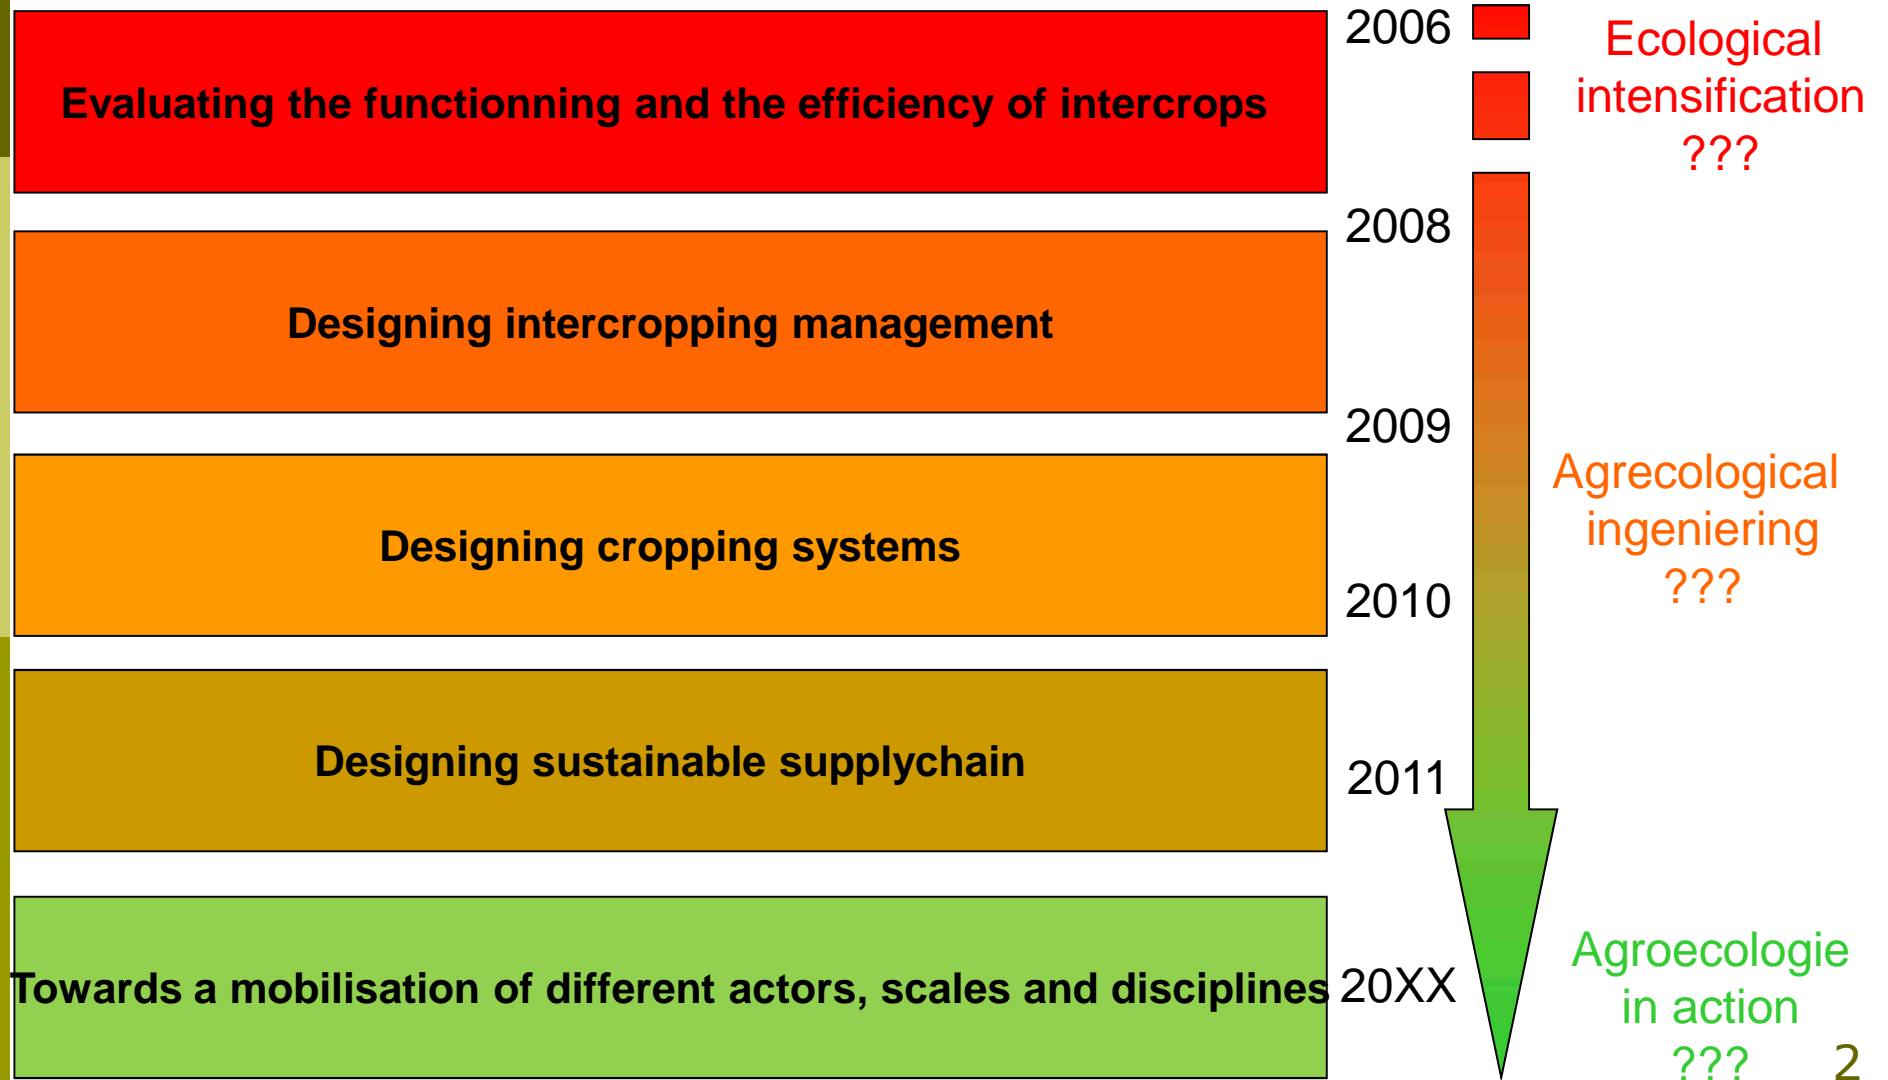 2006
Ecological
intensification
???
Evaluating the functionning and the efficiency of intercrops
2008
Designing intercropping management
2009
Agrecological
ingeniering
???
Designing cropping systems
2010
Designing sustainable supplychain
2011
Towards a mobilisation of different actors, scales and disciplines
20XX
Agroecologie
in action
???
2